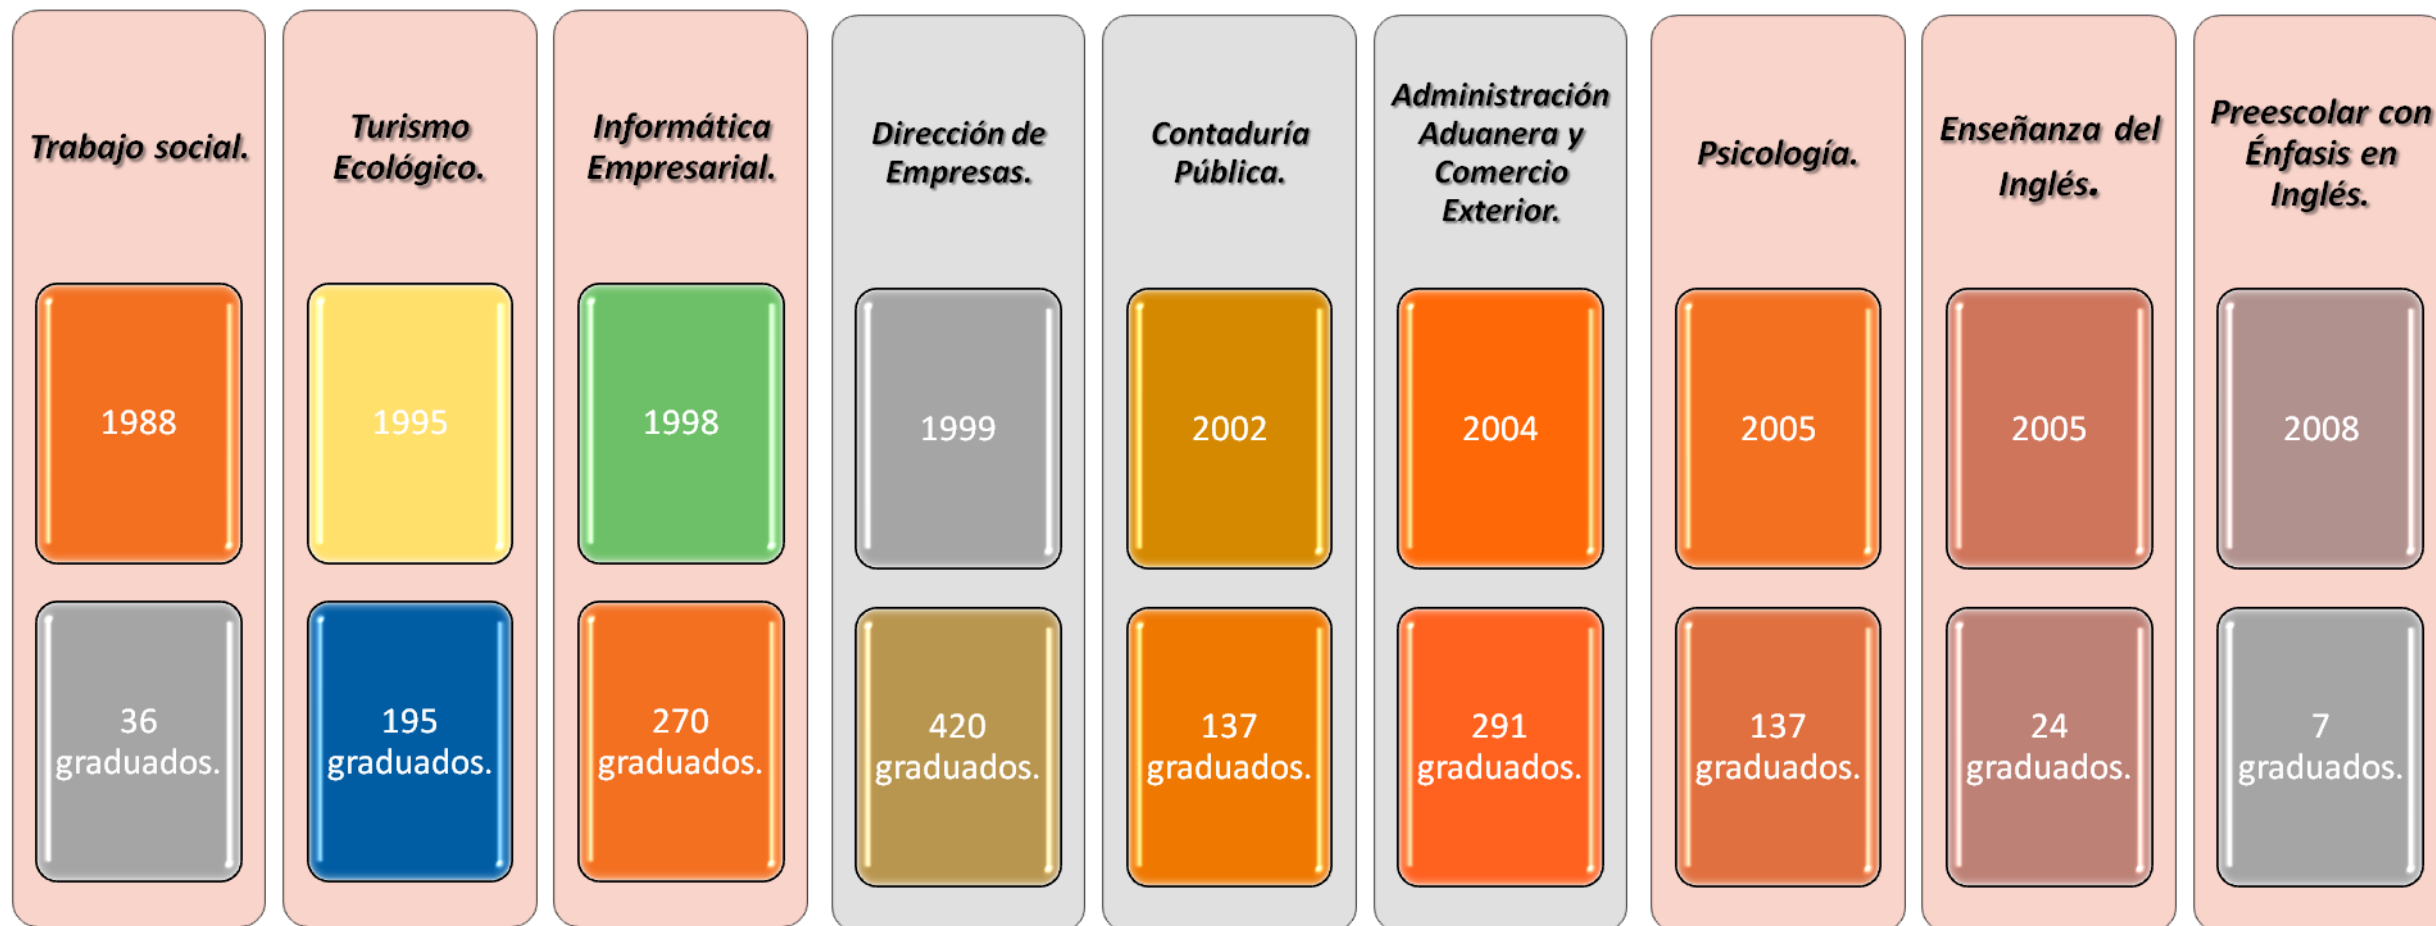 Trabajo social.
1988
36
graduados.
Turismo
Ecológico.
1995
195
graduados.
Informática
Empresarial.
1998
270
graduados.
Dirección de
Empresas.
1999
420
graduados.
Contaduría
Pública.
2002
137
graduados.
Administración
Aduanera y
Comercio
Exterior.
2004
291
graduados.
Psicología.
2005
137
graduados.
Enseñanza del
Inglés.
2005
24
graduados.
Preescolar con
Énfasis en
Inglés.
2008
7
graduados.